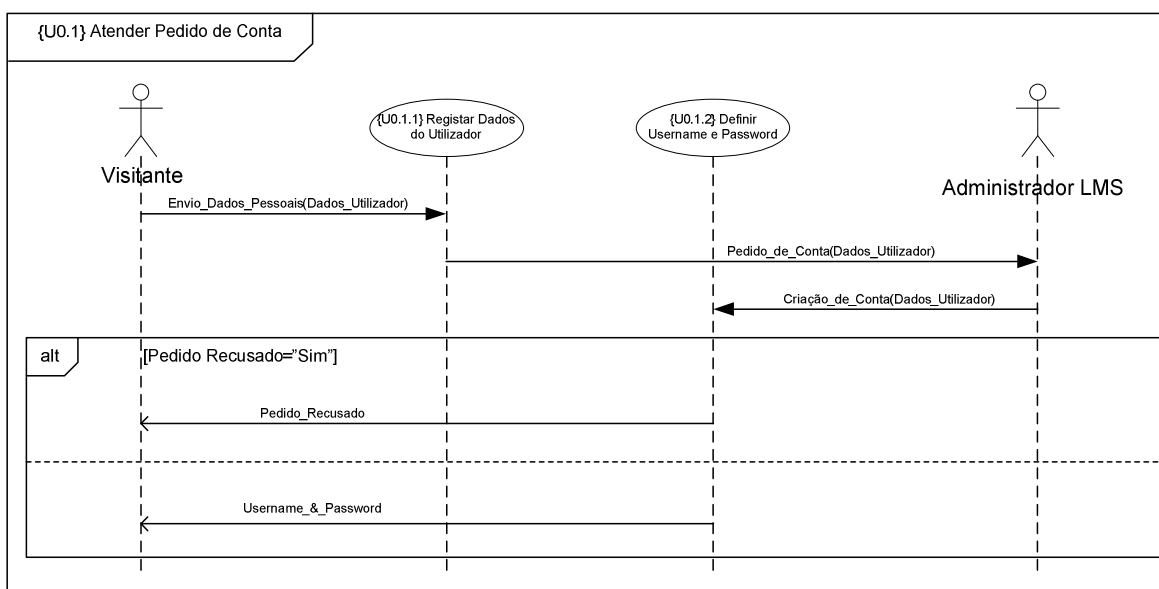 {U0.1} Atender Pedido de Conta
{U0.1.1} Registar Dados
do Utilizador
{U0.1.2} Definir
Username e Password
Visitante
Administrador LMS
Envio_Dados_Pessoais(Dados_Utilizador)
Pedido_de_Conta(Dados_Utilizador)
Criação_de_Conta(Dados_Utilizador)
alt
[Pedido Recusado=”Sim”]
Pedido_Recusado
Username_&_Password